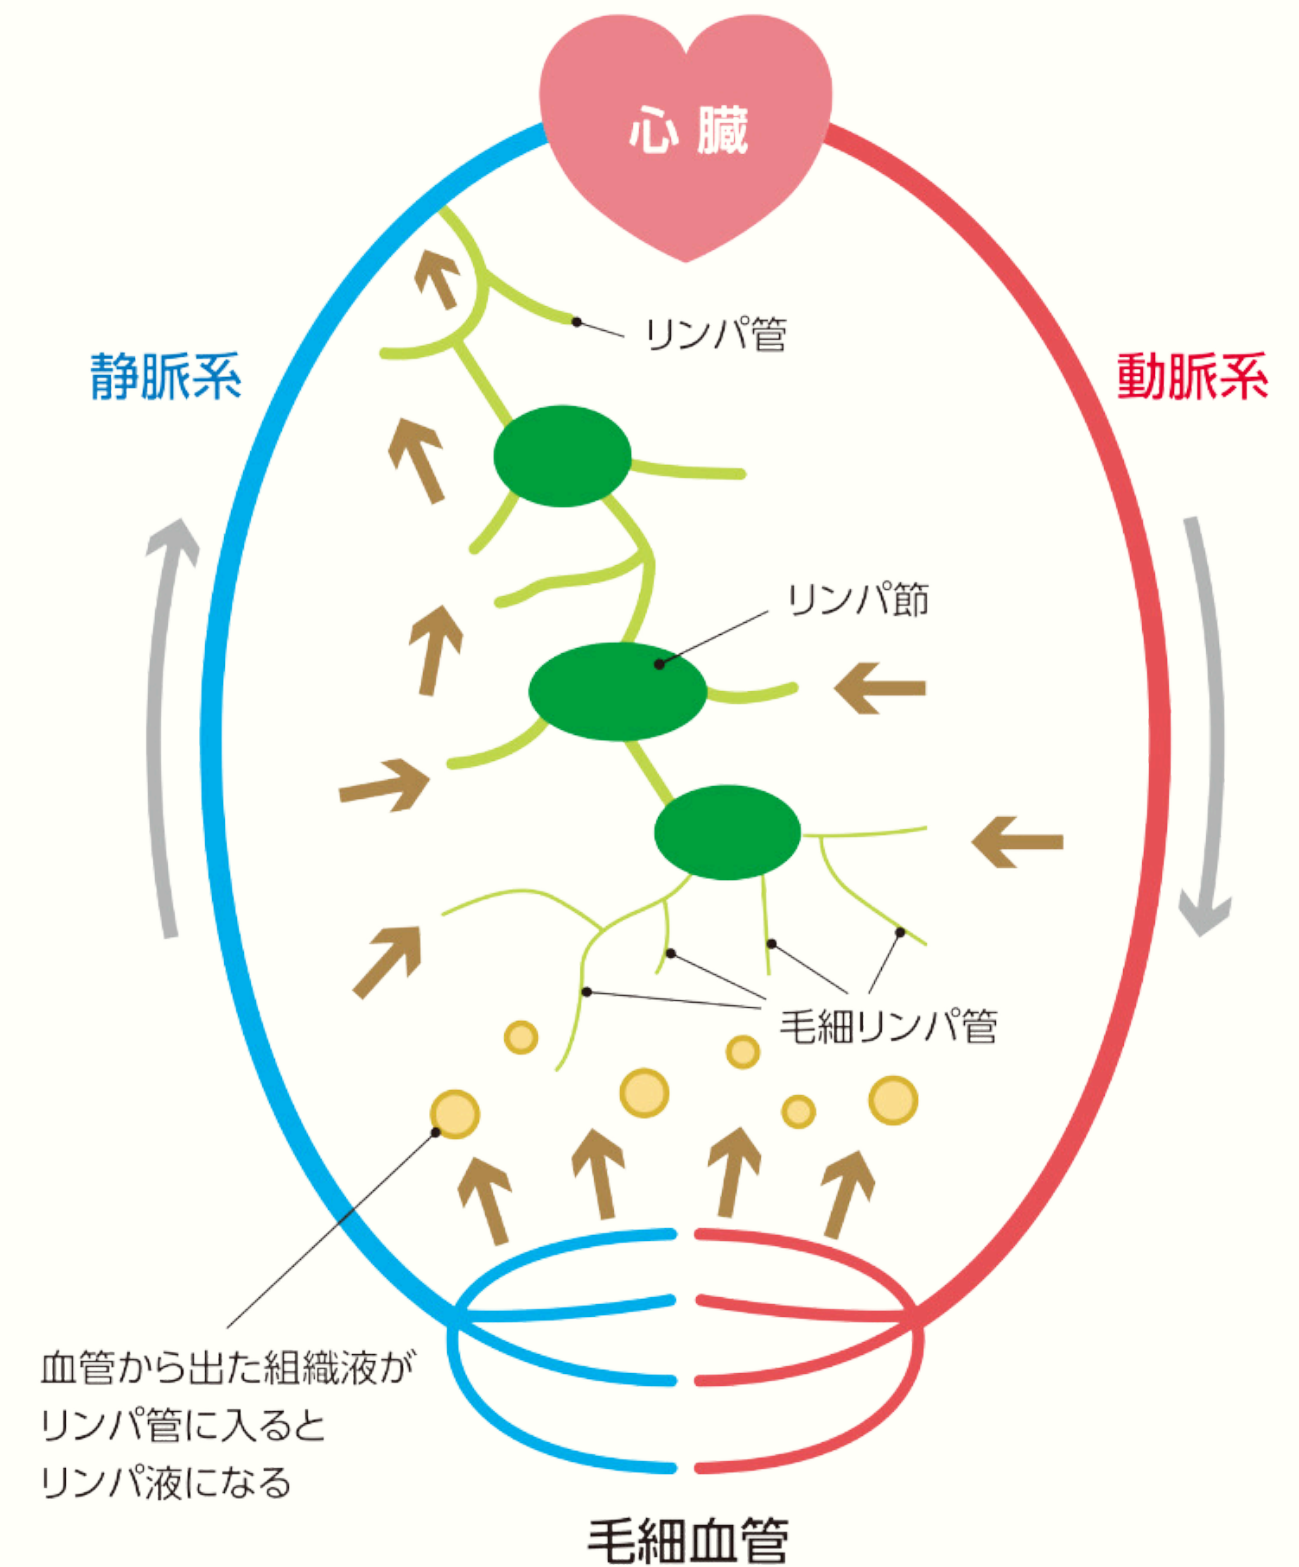 心臓
リンパ管
静脈系
動脈系
リンパ節
毛細リンパ管
血管から出た組織液が
リンパ管に入ると
リンパ液になる
毛細血管